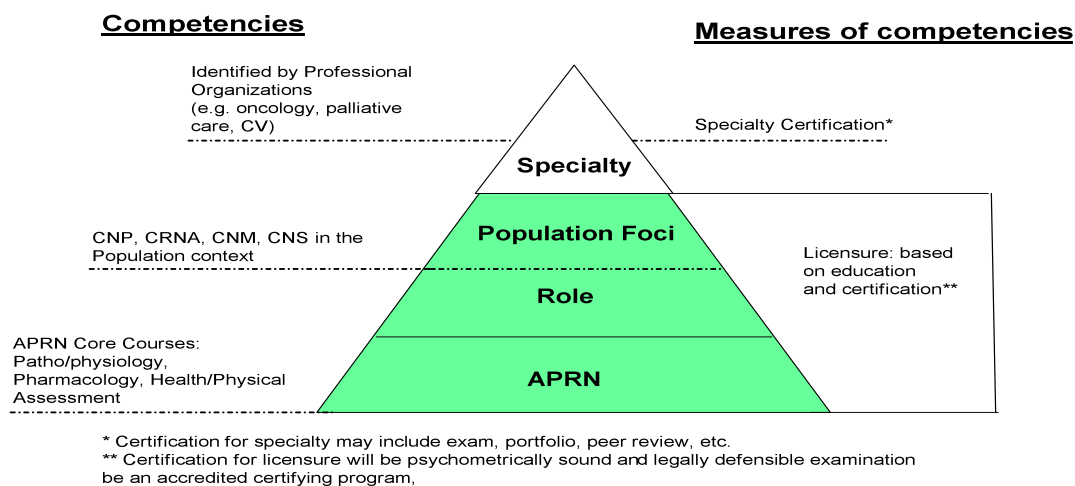 Competencies
Measures of competencies
Identified by Professional
Organizations
(e.g. oncology, palliative
care, CV)
Specialty Certification*
Specialty
CNP, CRNA, CNM, CNS in the
Population context
Population Foci
Licensure: based
on education
and certification**
Role
APRN Core Courses:
Patho/physiology,
Pharmacology, Health/Physical
Assessment
APRN
* Certification for specialty may include exam, portfolio, peer review, etc.
** Certification for licensure will be psychometrically sound and legally defensible examination
be an accredited certifying program,